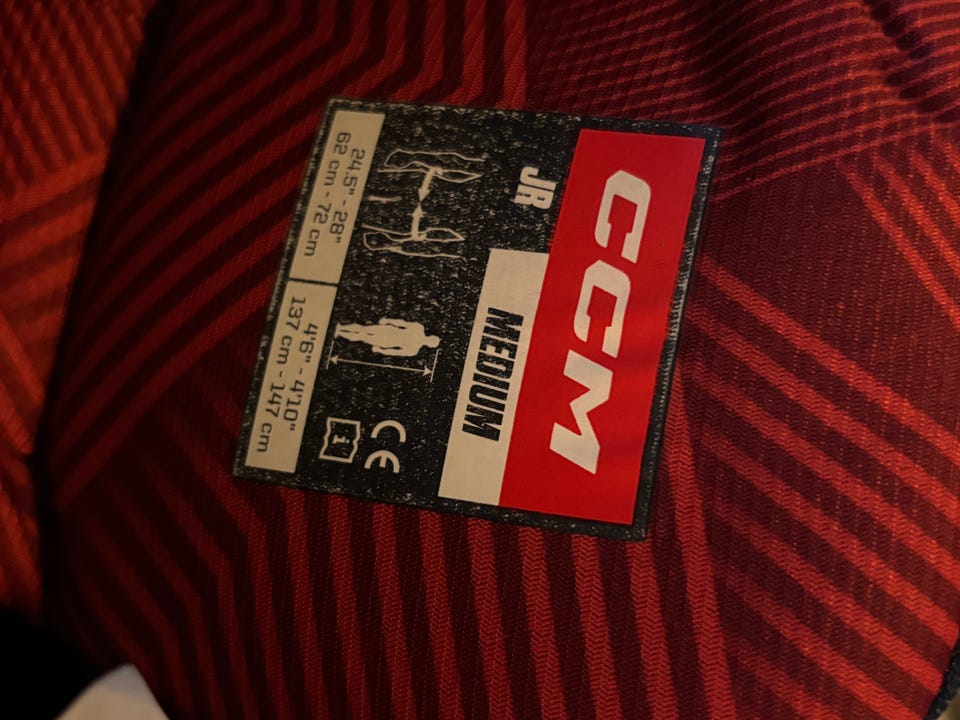 CCM
JR
MEDIUM
CE
i
24.5" - 28"
62 cm - 72 cm
4'6" - 4'10"
137 cm - 147 cm